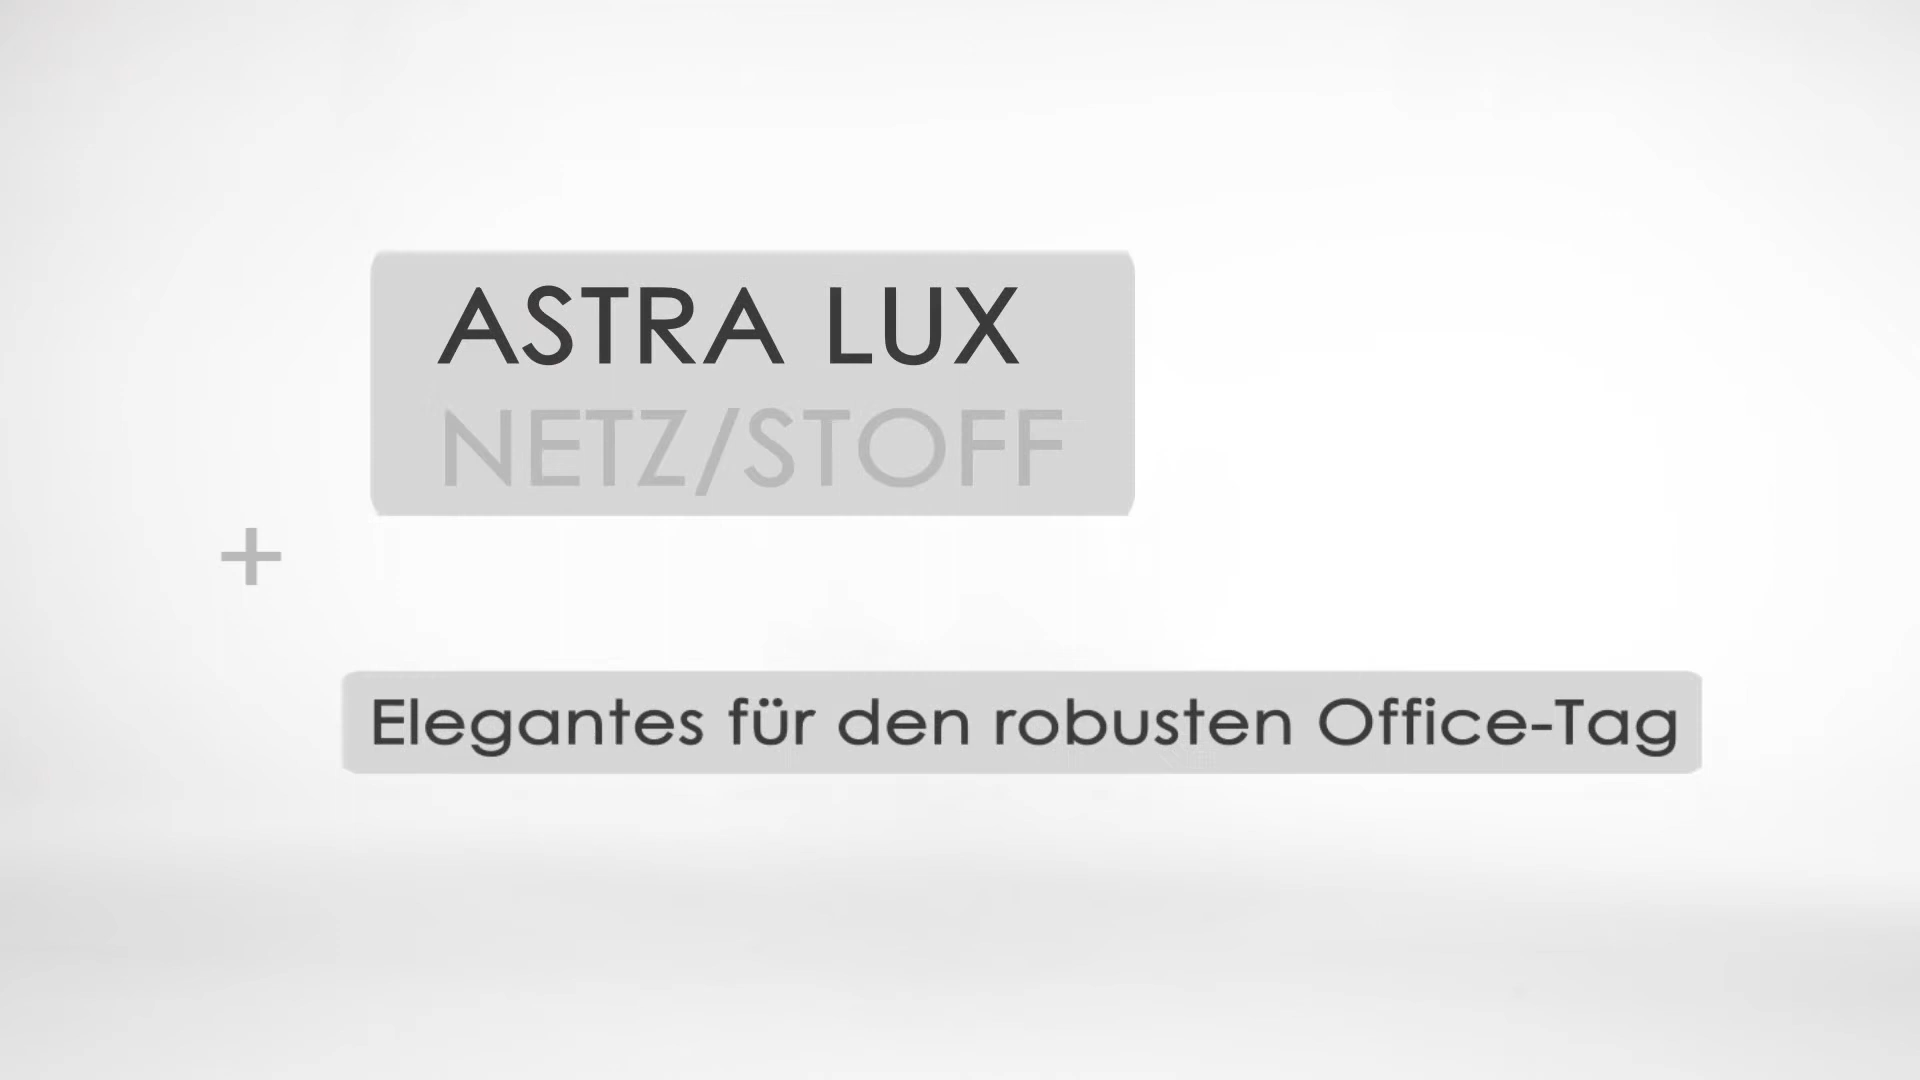 ASTRA LUX
NETZ/STOFF
+
Elegantes für den robusten Office-Tag